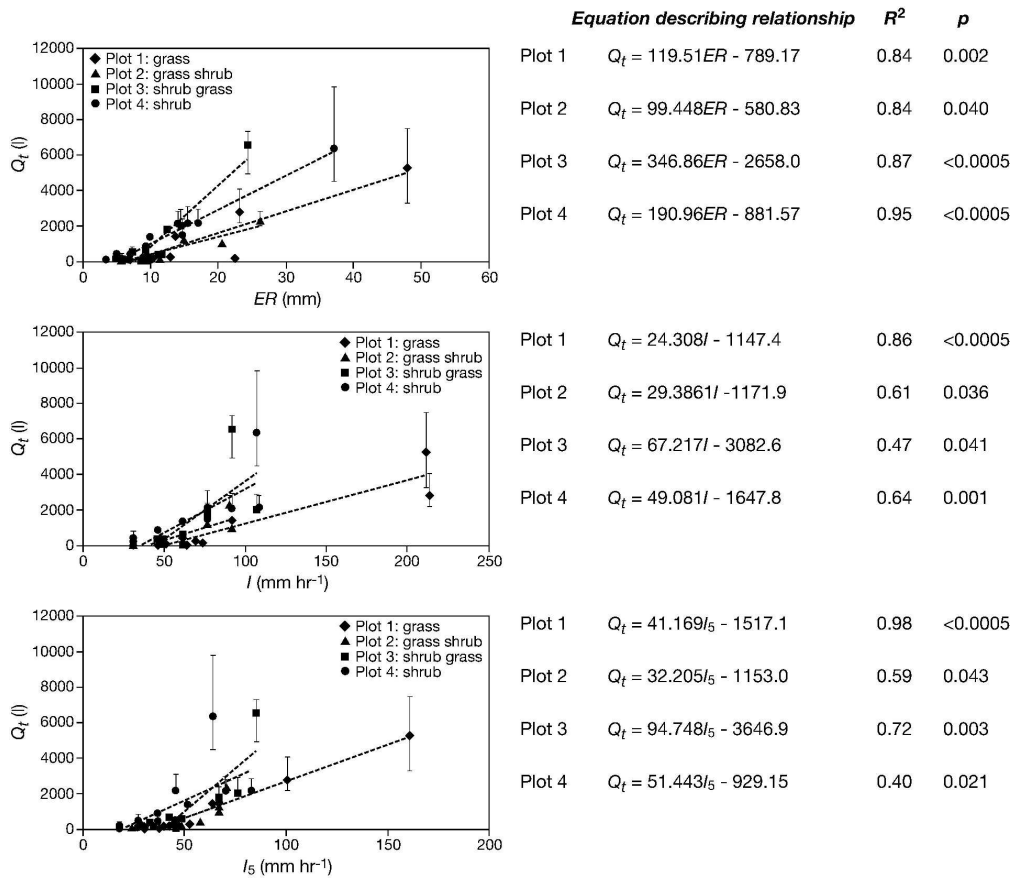 Equation describing relationship R² p
12000
10000
8000
6000
4000
2000
0
Qt (l)
Plot 1: grass
Plot 2: grass shrub
Plot 3: shrub grass
Plot 4: shrub
0 10 20 30 40 50 60
ER (mm)
Plot 1 Qt = 119.51ER - 789.17 0.84 0.002
Plot 2 Qt = 99.448ER - 580.83 0.84 0.040
Plot 3 Qt = 346.86ER - 2658.0 0.87 <0.0005
Plot 4 Qt = 190.96ER - 881.57 0.95 <0.0005
12000
10000
8000
6000
4000
2000
0
Qt (l)
Plot 1: grass
Plot 2: grass shrub
Plot 3: shrub grass
Plot 4: shrub
0 50 100 150 200 250
I (mm hr⁻¹)
Plot 1 Qt = 24.308I - 1147.4 0.86 <0.0005
Plot 2 Qt = 29.3861I -1171.9 0.61 0.036
Plot 3 Qt = 67.217I - 3082.6 0.47 0.041
Plot 4 Qt = 49.081I - 1647.8 0.64 0.001
12000
10000
8000
6000
4000
2000
0
Qt (l)
Plot 1: grass
Plot 2: grass shrub
Plot 3: shrub grass
Plot 4: shrub
0 50 100 150 200
I₅ (mm hr⁻¹)
Plot 1 Qt = 41.169I₅ - 1517.1 0.98 <0.0005
Plot 2 Qt = 32.205I₅ - 1153.0 0.59 0.043
Plot 3 Qt = 94.748I₅ - 3646.9 0.72 0.003
Plot 4 Qt = 51.443I₅ - 929.15 0.40 0.021